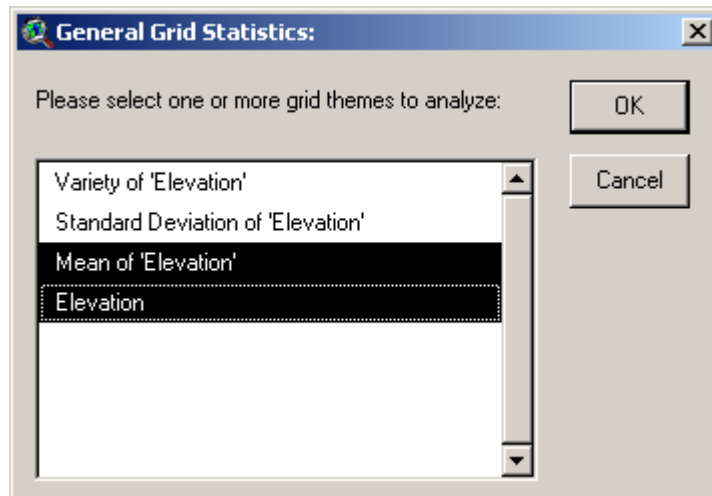 General Grid Statistics:
Please select one or more grid themes to analyze:
OK
Cancel
Variety of 'Elevation'
Standard Deviation of 'Elevation'
Mean of 'Elevation'
Elevation